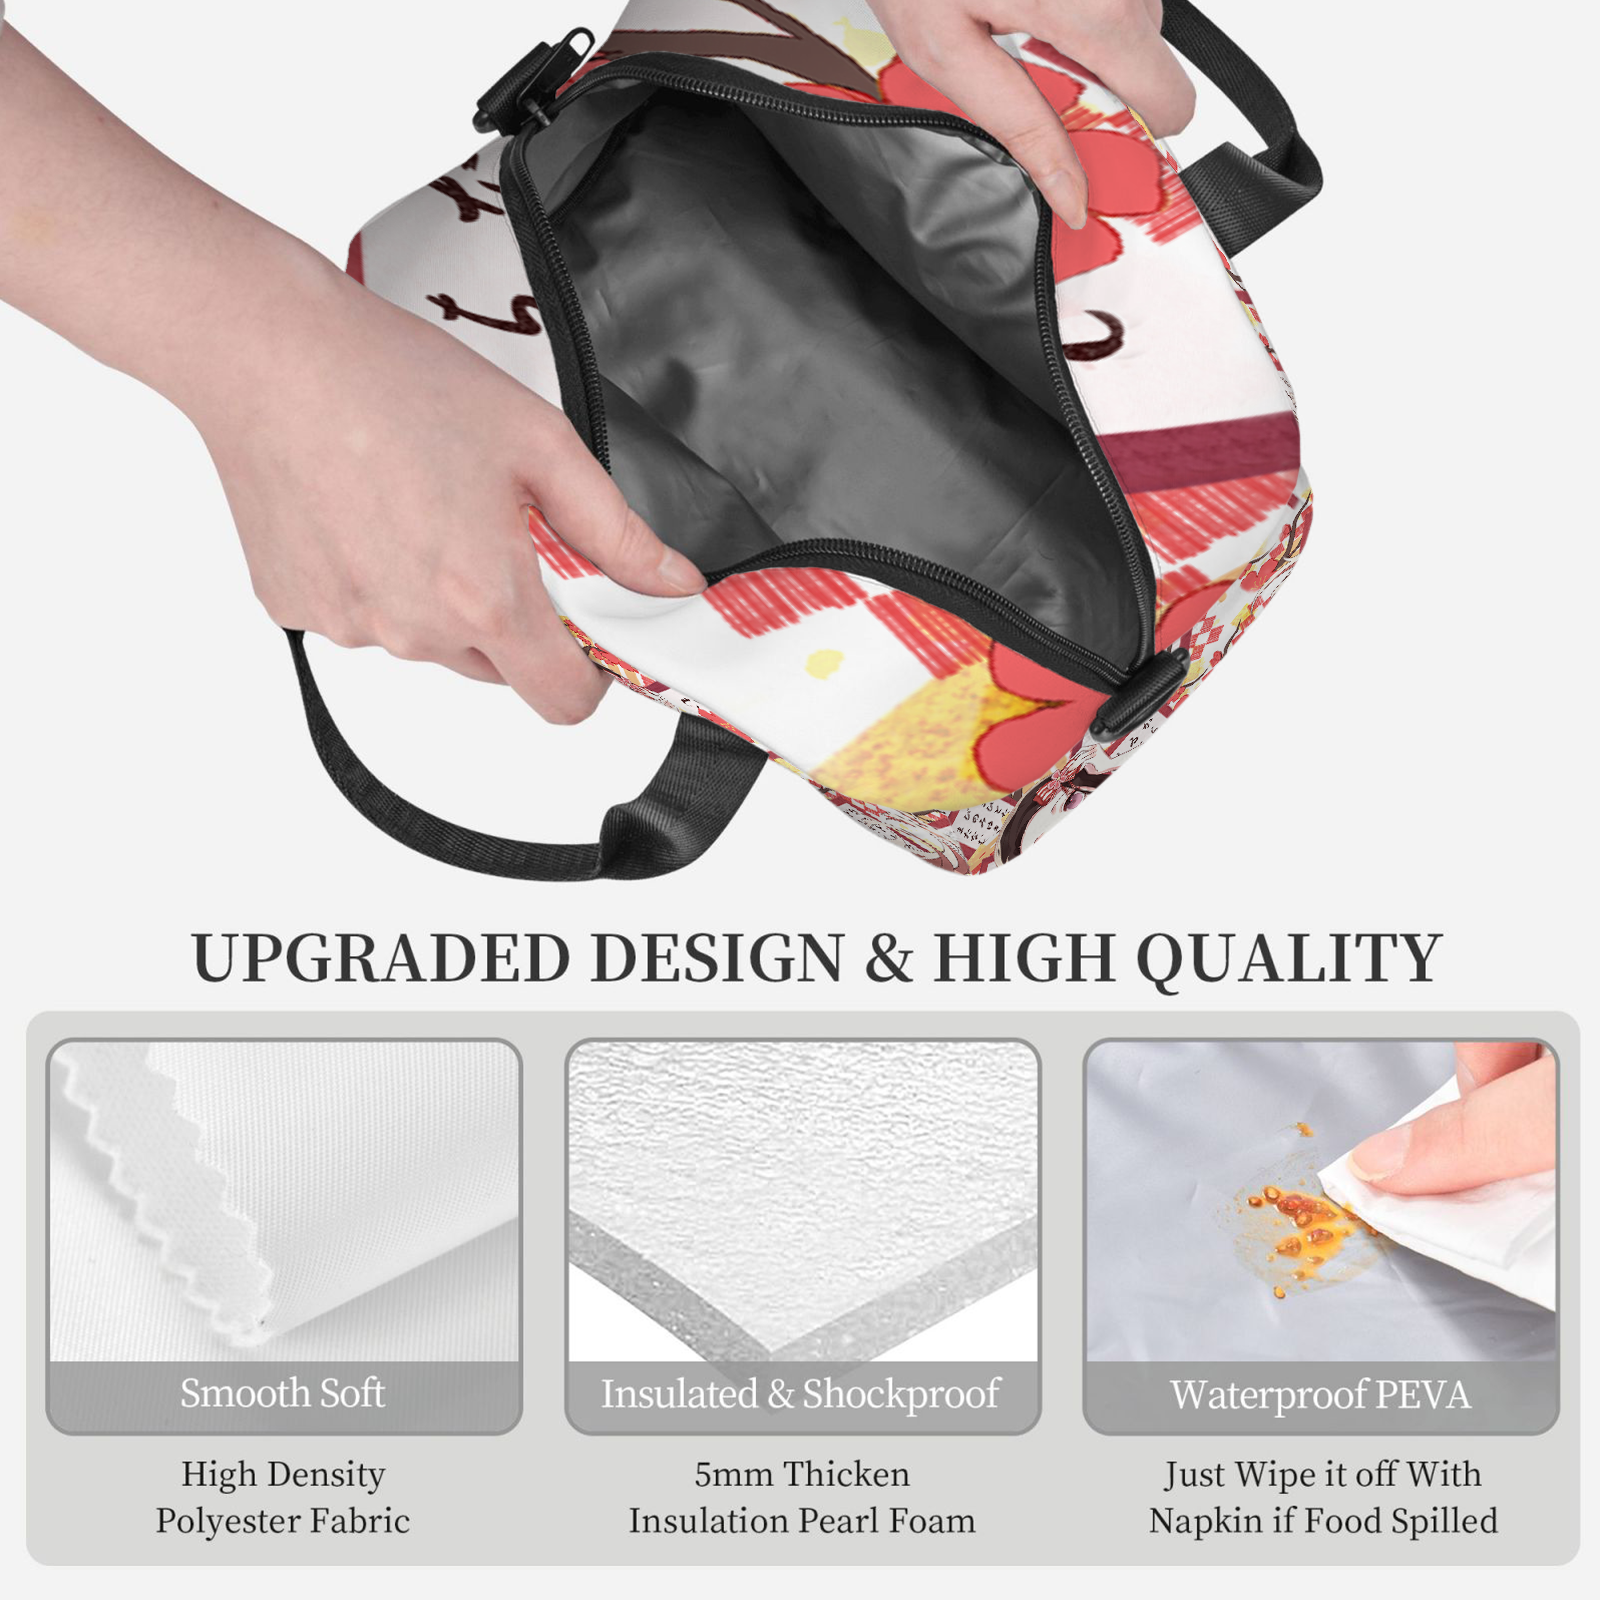 UPGRADED DESIGN & HIGH QUALITY
Smooth Soft
Insulated & Shockproof
Waterproof PEVA
High Density
Polyester Fabric
5mm Thicken
Insulation Pearl Foam
Just Wipe it off With
Napkin if Food Spilled